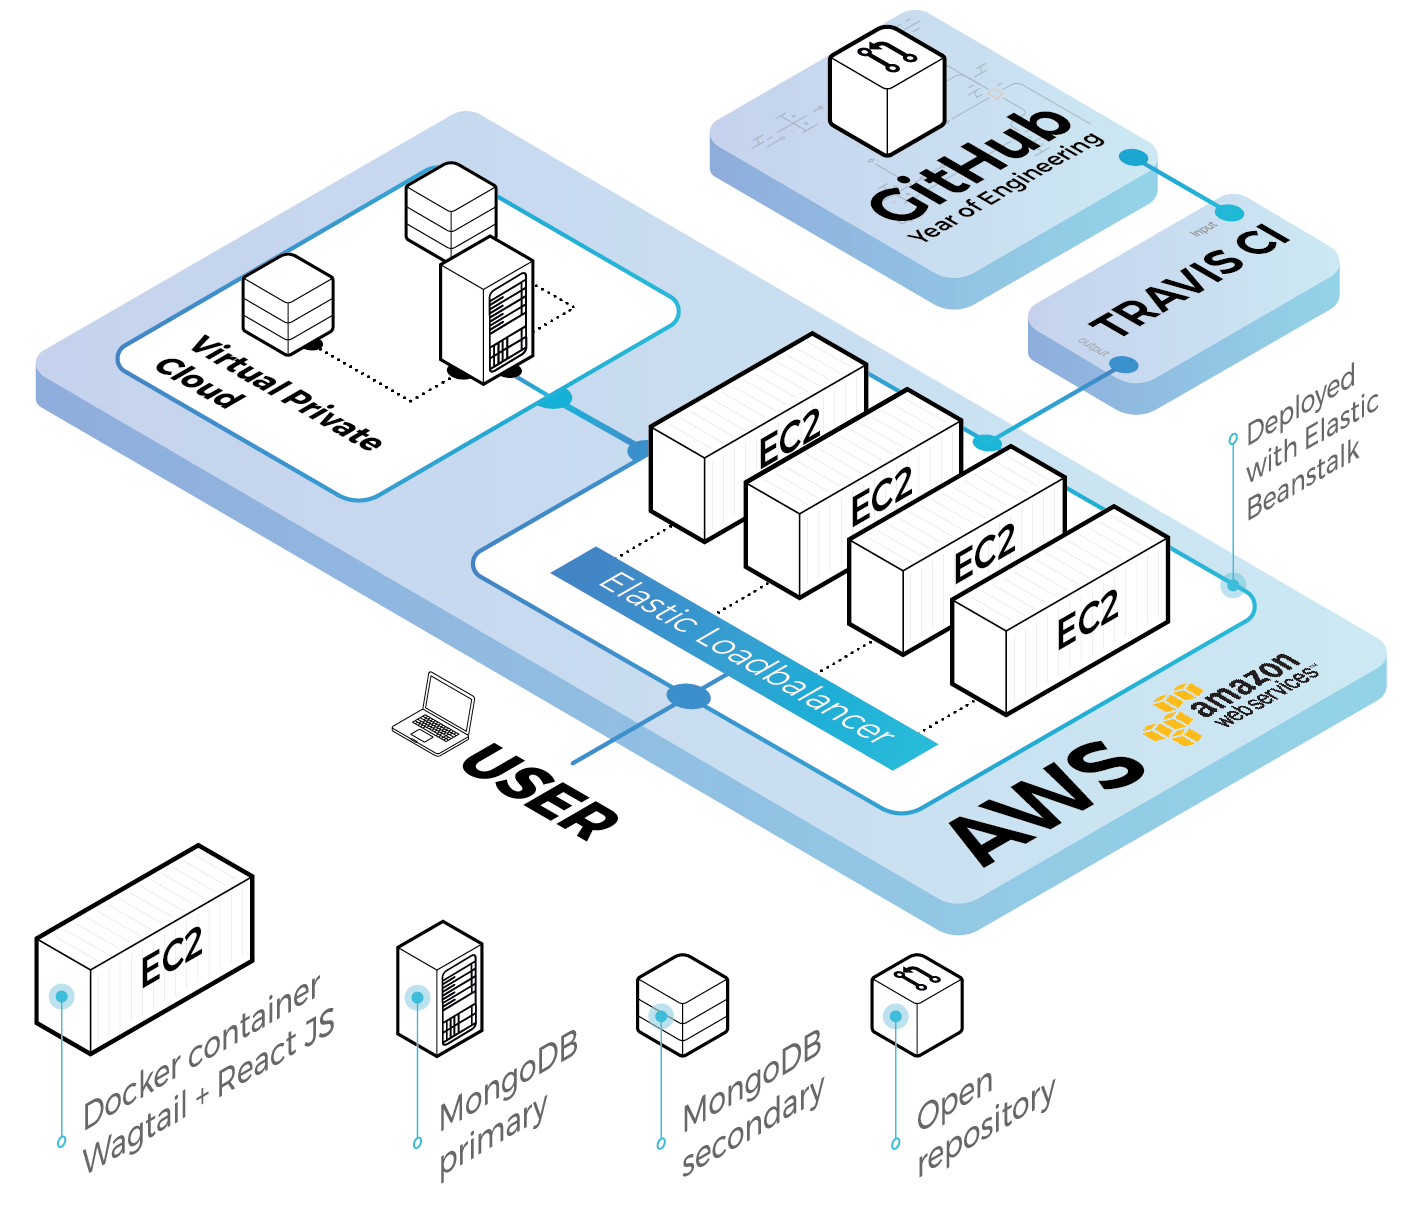 GitHub
Year of Engineering
Input
TRAVIS CI
output
Virtual Private
Cloud
EC2
EC2
EC2
EC2
Deployed
with Elastic
Beanstalk
Elastic Loadbalancer
USER
AWS
amazon
web services™
EC2
Docker container
Wagtail + React JS
MongoDB
primary
MongoDB
secondary
Open
repository